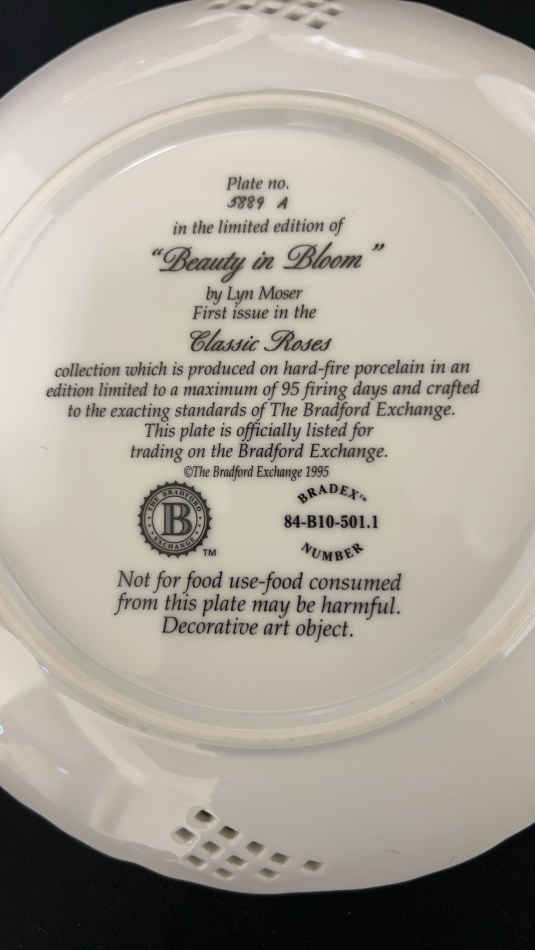 Plate no.
5889 A
in the limited edition of
"Beauty in Bloom"
by Lyn Moser
First issue in the
Classic Roses
collection which is produced on hard-fire porcelain in an
edition limited to a maximum of 95 firing days and crafted
to the exacting standards of The Bradford Exchange.
This plate is officially listed for
trading on the Bradford Exchange.
©The Bradford Exchange 1995
THE BRADFORD
B
EXCHANGE
TM
BRADEX™
84-B10-501.1
NUMBER
Not for food use-food consumed
from this plate may be harmful.
Decorative art object.